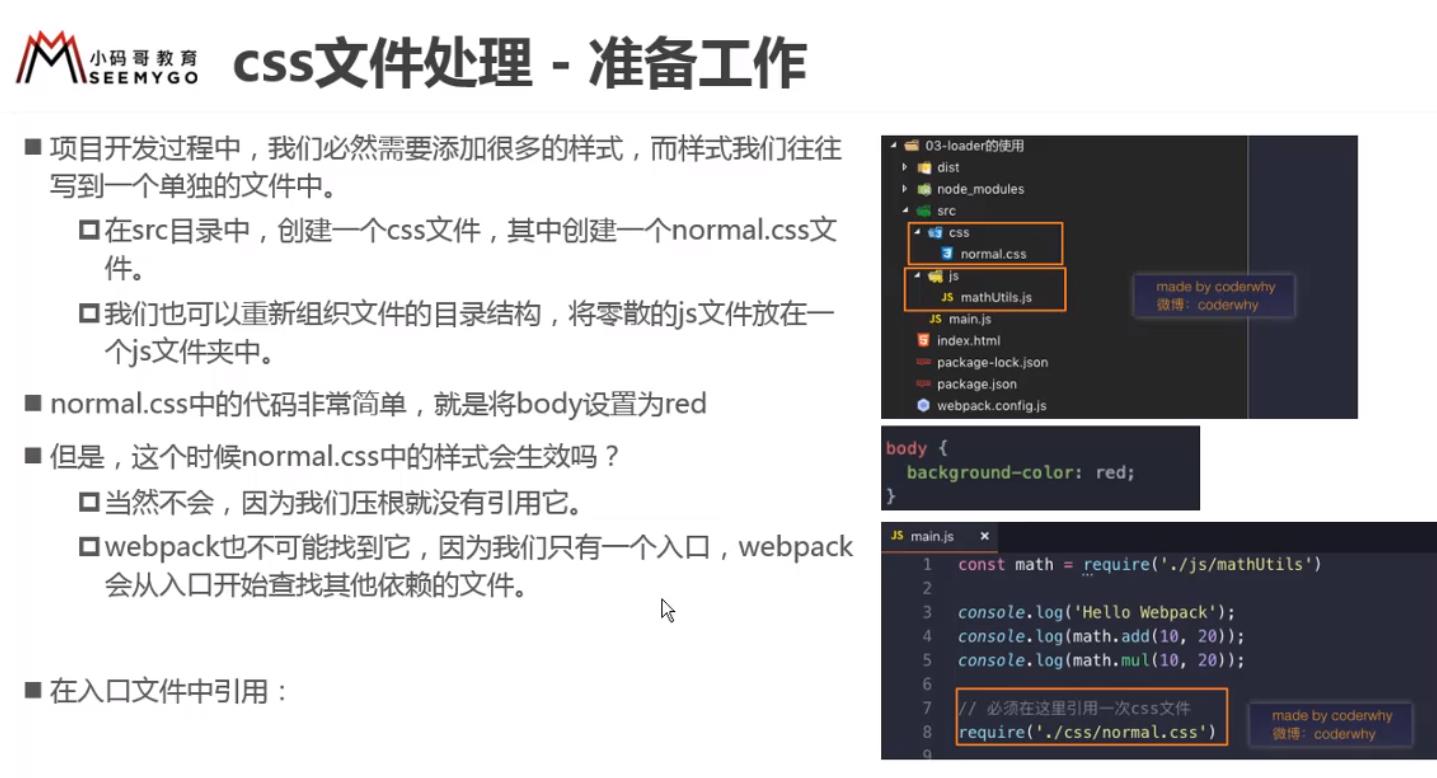 小码哥教育
SEEMYGO
css文件处理 - 准备工作
项目开发过程中，我们必然需要添加很多的样式，而样式我们往往
写到一个单独的文件中。
在src目录中，创建一个css文件，其中创建一个normal.css文
件。
我们也可以重新组织文件的目录结构，将零散的js文件放在一
个js文件夹中。
normal.css中的代码非常简单，就是将body设置为red
但是，这个时候normal.css中的样式会生效吗？
当然不会，因为我们压根就没有引用它。
webpack也不可能找到它，因为我们只有一个入口，webpack
会从入口开始查找其他依赖的文件。
在入口文件中引用：
03-loader的使用
dist
node_modules
src
css
normal.css
js
JS mathUtils.js
JS main.js
index.html
package-lock.json
package.json
webpack.config.js
made by coderwhy
微博：coderwhy
body {
background-color: red;
}
JS main.js ×
1 const math = require('./js/mathUtils')
2
3 console.log('Hello Webpack');
4 console.log(math.add(10, 20));
5 console.log(math.mul(10, 20));
6
7 // 必须在这里引用一次css文件
8 require('./css/normal.css')
9
made by coderwhy
微博：coderwhy